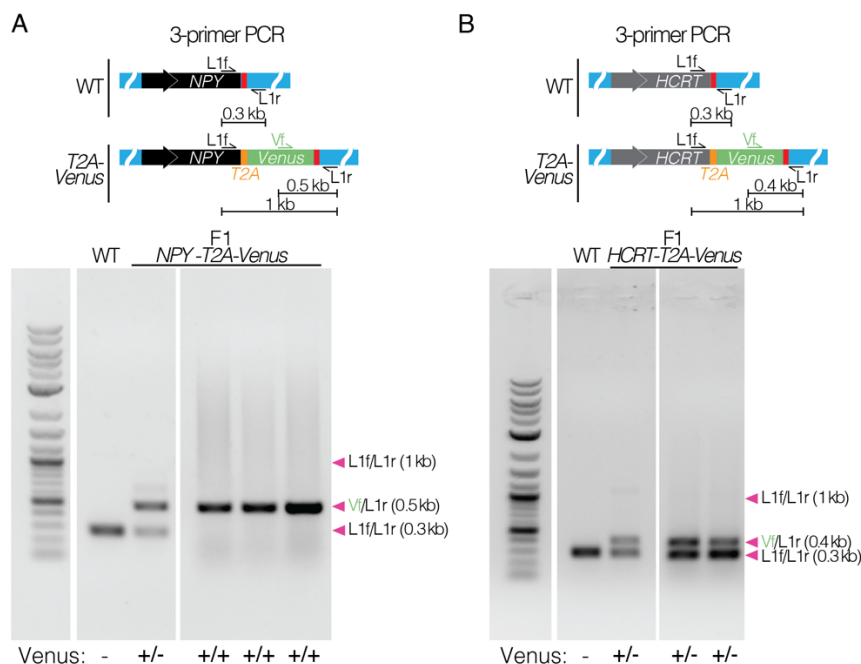 A
3-primer PCR
WT
L1f
NPY
L1r
0.3 kb
T2A-
Venus
L1f
Vf
NPY
Venus
T2A
L1r
0.5 kb
1 kb
WT
F1
NPY-T2A-Venus
L1f/L1r (1 kb)
Vf/L1r (0.5 kb)
L1f/L1r (0.3 kb)
Venus: - +/- +/+ +/+ +/+
B
3-primer PCR
WT
L1f
HCRT
L1r
0.3 kb
T2A-
Venus
L1f
Vf
HCRT
Venus
T2A
L1r
0.4 kb
1 kb
WT
F1
HCRT-T2A-Venus
L1f/L1r (1 kb)
Vf/L1r (0.4 kb)
L1f/L1r (0.3 kb)
Venus: - +/- +/- +/-